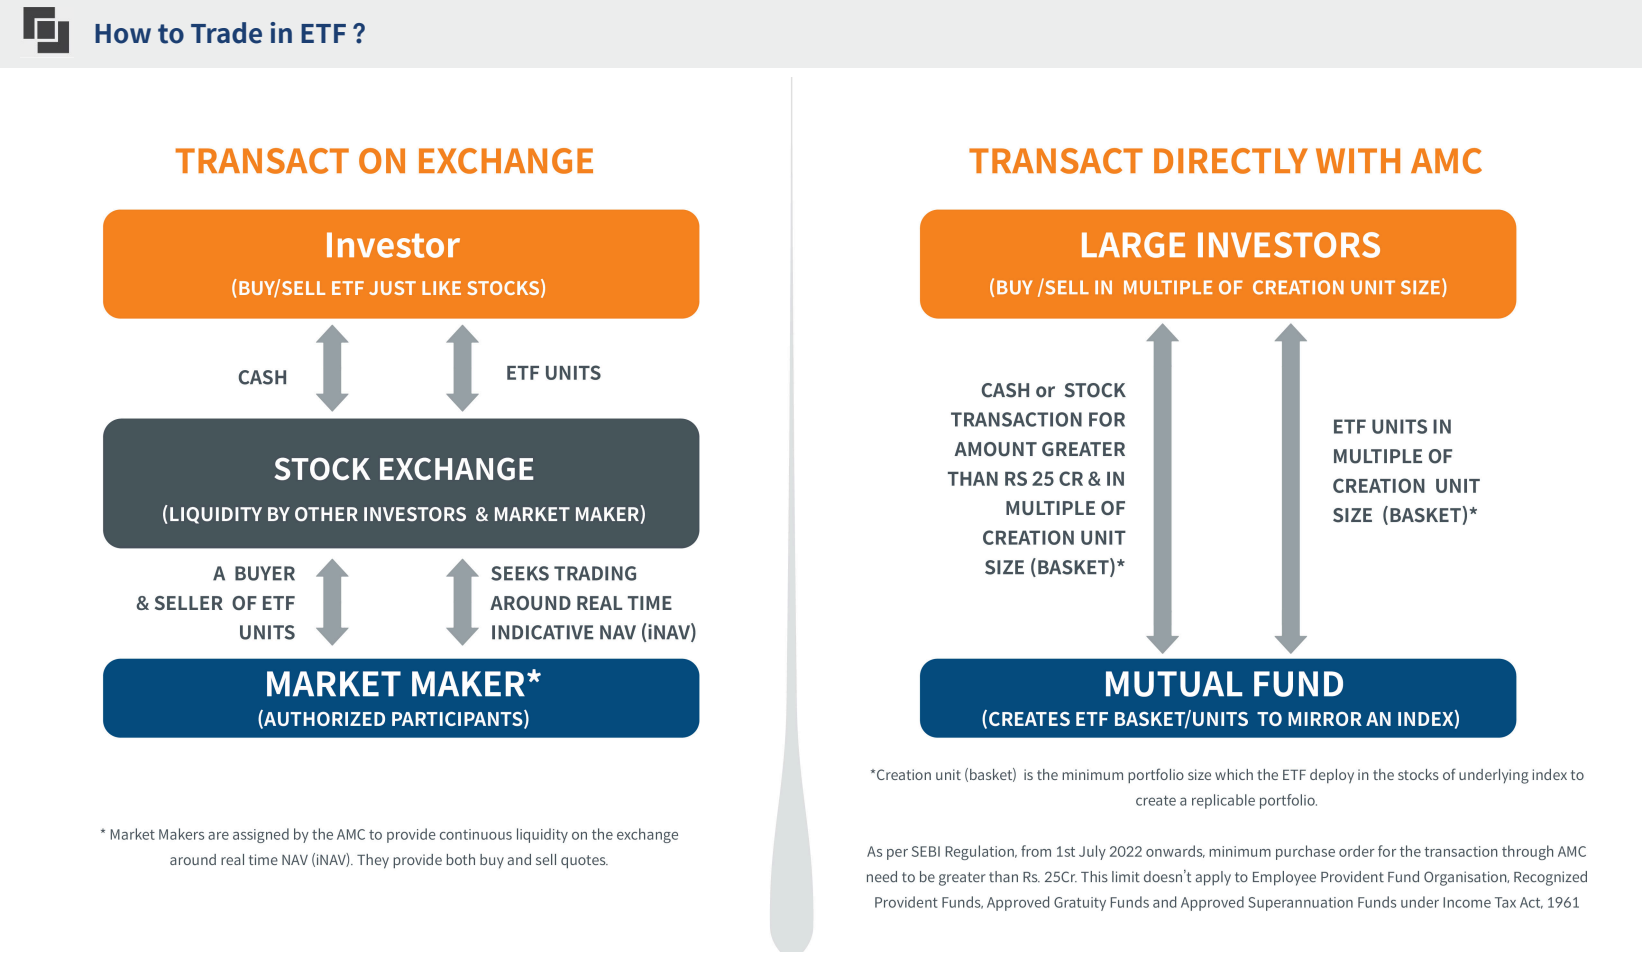 How to Trade in ETF ?
TRANSACT ON EXCHANGE
Investor
(BUY/SELL ETF JUST LIKE STOCKS)
CASH
ETF UNITS
STOCK EXCHANGE
(LIQUIDITY BY OTHER INVESTORS & MARKET MAKER)
A BUYER
& SELLER OF ETF
UNITS
SEEKS TRADING
AROUND REAL TIME
INDICATIVE NAV (iNAV)
MARKET MAKER*
(AUTHORIZED PARTICIPANTS)
* Market Makers are assigned by the AMC to provide continuous liquidity on the exchange
around real time NAV (iNAV). They provide both buy and sell quotes.
TRANSACT DIRECTLY WITH AMC
LARGE INVESTORS
(BUY /SELL IN MULTIPLE OF CREATION UNIT SIZE)
CASH or STOCK
TRANSACTION FOR
AMOUNT GREATER
THAN RS 25 CR & IN
MULTIPLE OF
CREATION UNIT
SIZE (BASKET)*
ETF UNITS IN
MULTIPLE OF
CREATION UNIT
SIZE (BASKET)*
MUTUAL FUND
(CREATES ETF BASKET/UNITS TO MIRROR AN INDEX)
*Creation unit (basket) is the minimum portfolio size which the ETF deploy in the stocks of underlying index to
create a replicable portfolio.
As per SEBI Regulation, from 1st July 2022 onwards, minimum purchase order for the transaction through AMC
need to be greater than Rs. 25Cr. This limit doesn't apply to Employee Provident Fund Organisation, Recognized
Provident Funds, Approved Gratuity Funds and Approved Superannuation Funds under Income Tax Act, 1961